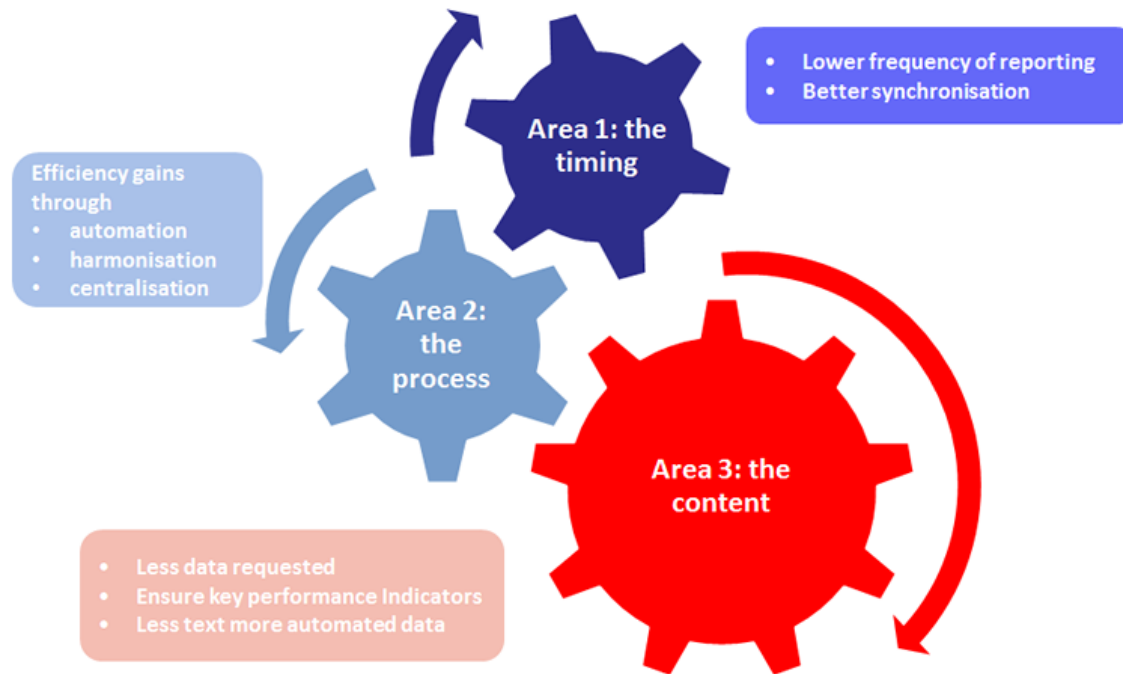 Area 1: the
timing
• Lower frequency of reporting
• Better synchronisation
Efficiency gains
through
• automation
• harmonisation
• centralisation
Area 2:
the
process
Area 3: the
content
• Less data requested
• Ensure key performance Indicators
• Less text more automated data